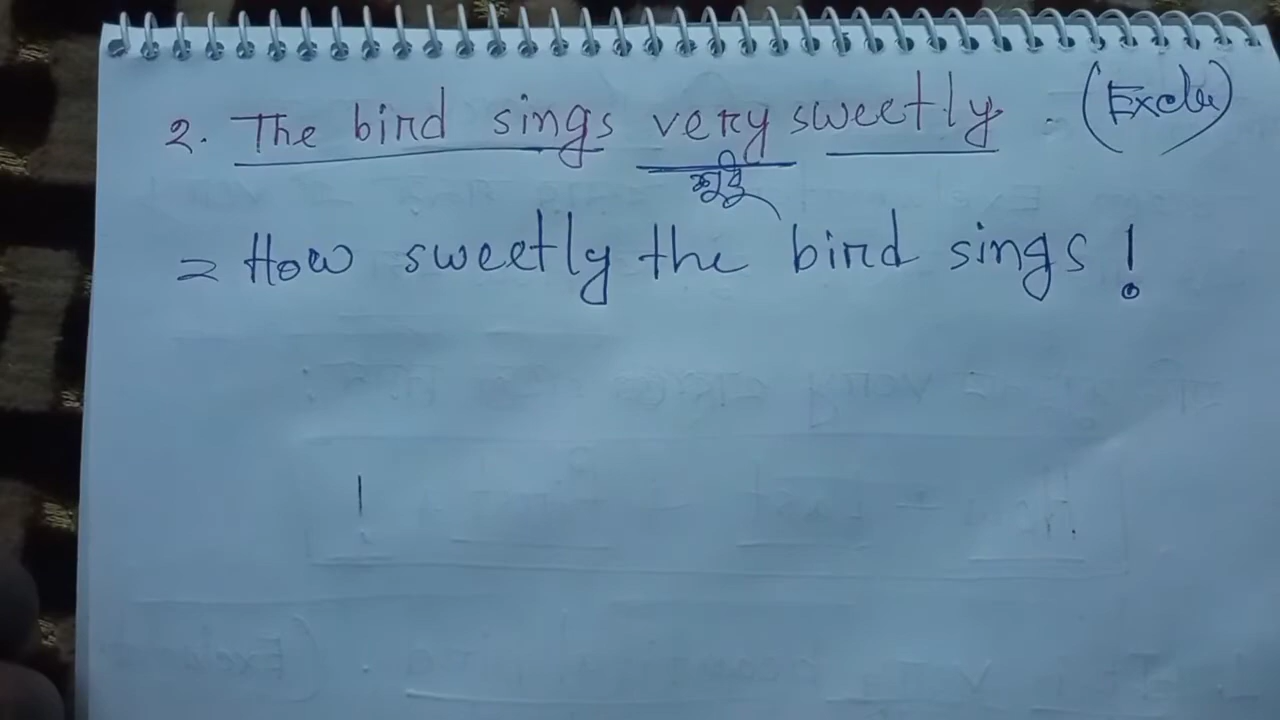 2. The bird sings very sweetly. (Excla)
= How sweetly the bird sings!